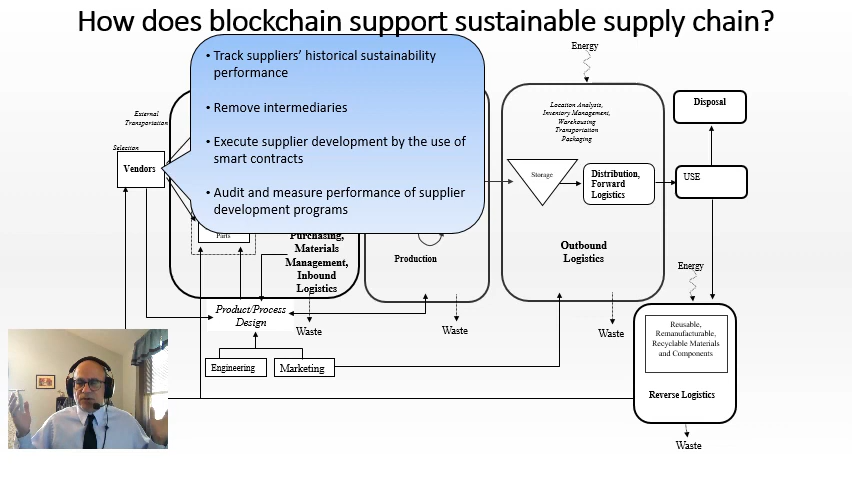 How does blockchain support sustainable supply chain?
• Track suppliers’ historical sustainability
performance
• Remove intermediaries
• Execute supplier development by the use of
smart contracts
• Audit and measure performance of supplier
development programs
External
Transportation
Selection
Vendors
Parts
Purchasing,
Materials
Management,
Inbound
Logistics
Production
Energy
Location Analysis,
Inventory Management,
Warehousing
Transportation
Packaging
Storage
Distribution,
Forward
Logistics
Outbound
Logistics
Disposal
USE
Energy
Reusable,
Remanufacturable,
Recyclable Materials
and Components
Reverse Logistics
Waste
Product/Process
Design
Waste
Waste
Waste
Engineering
Marketing